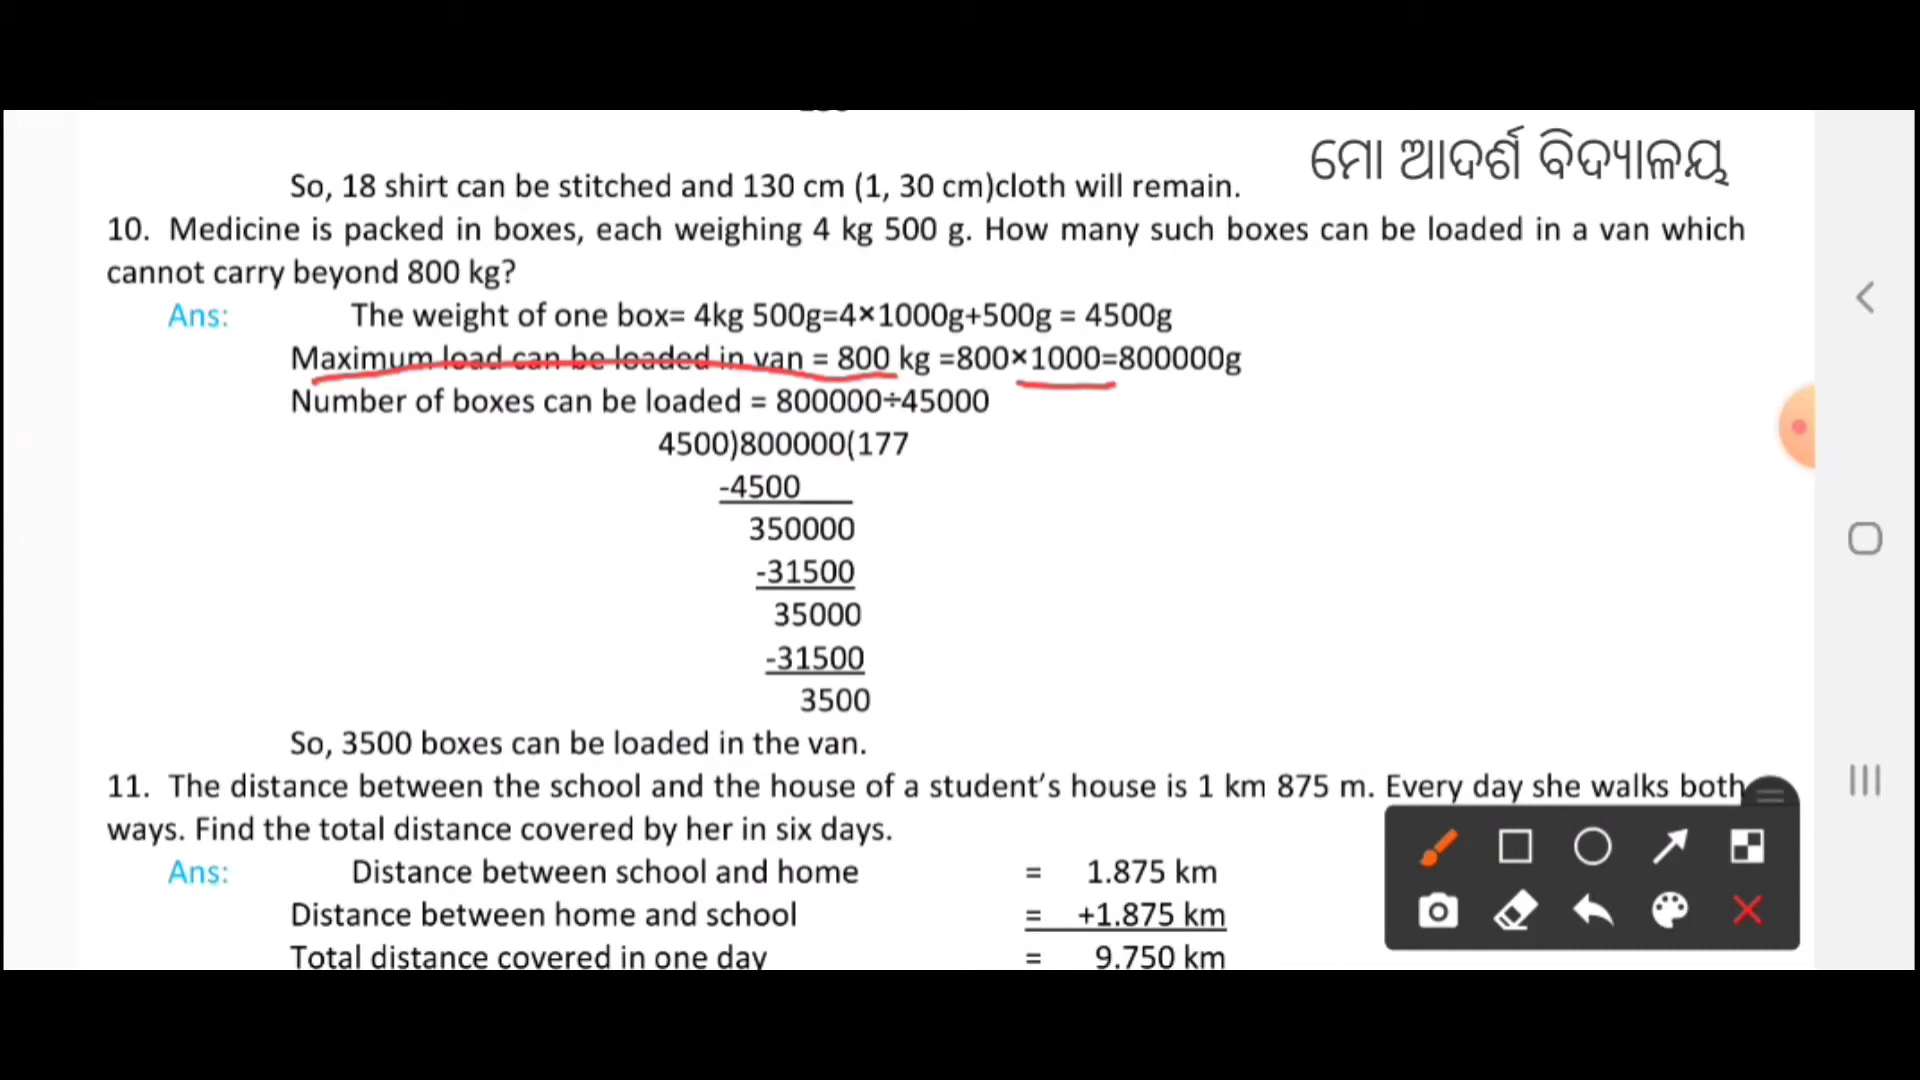 ମୋ ଆଦର୍ଶ ବିଦ୍ୟାଳୟ
So, 18 shirt can be stitched and 130 cm (1, 30 cm)cloth will remain.
10. Medicine is packed in boxes, each weighing 4 kg 500 g. How many such boxes can be loaded in a van which
cannot carry beyond 800 kg?
Ans: The weight of one box= 4kg 500g=4×1000g+500g = 4500g
Maximum load can be loaded in van = 800 kg =800×1000=800000g
Number of boxes can be loaded = 800000÷45000
4500)800000(177
-4500
350000
-31500
35000
-31500
3500
So, 3500 boxes can be loaded in the van.
11. The distance between the school and the house of a student’s house is 1 km 875 m. Every day she walks both
ways. Find the total distance covered by her in six days.
Ans: Distance between school and home = 1.875 km
Distance between home and school = +1.875 km
Total distance covered in one day = 9.750 km